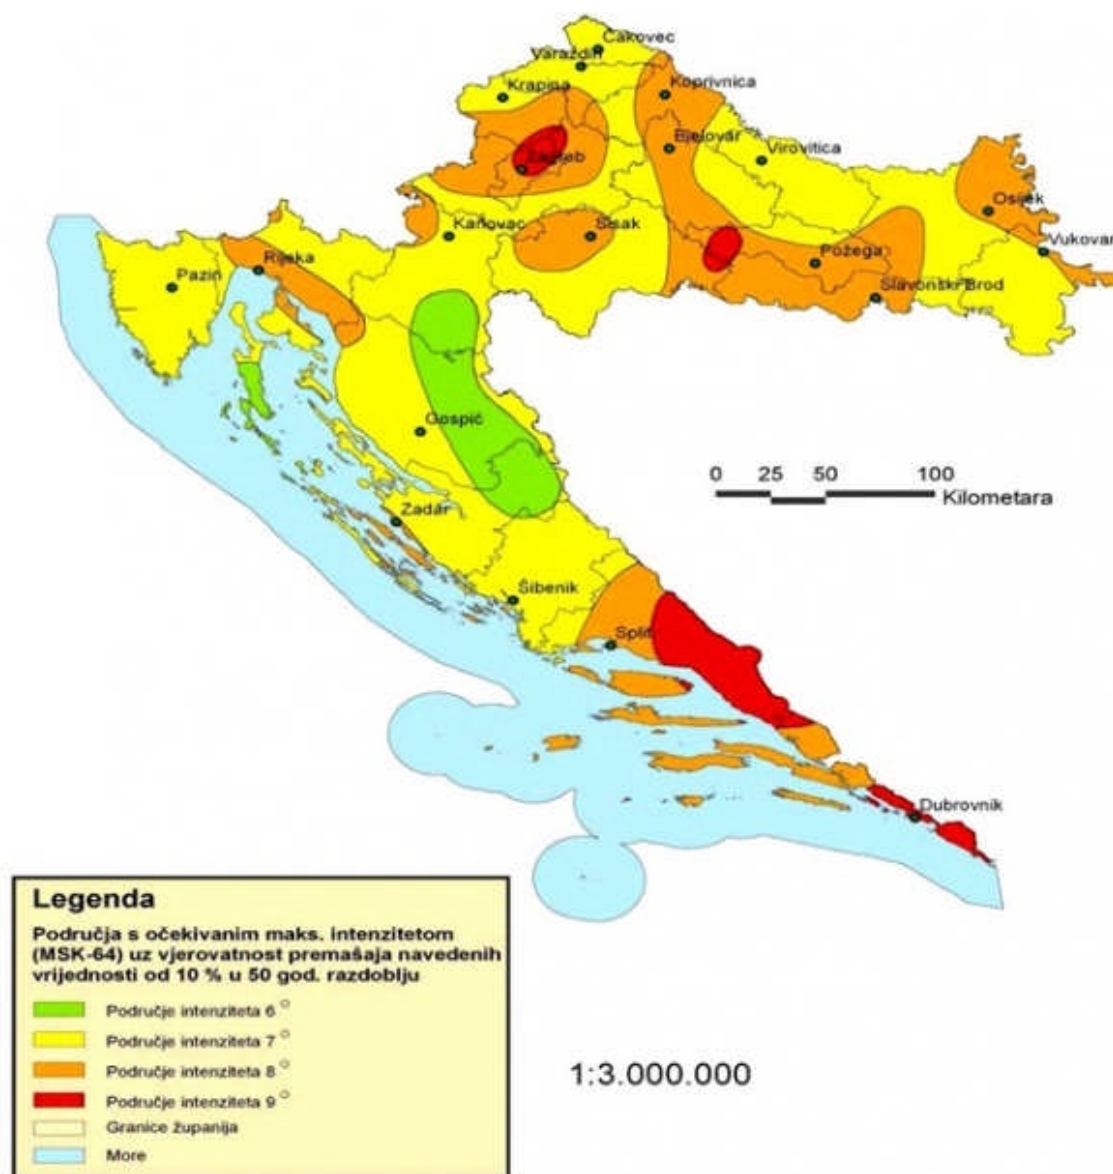 Čakovec
Varaždin
Krapina
Koprivnica
Bjelovar
Virovitica
Zagreb
Osijek
Karlovac
Sisak
Vukovar
Rijeka
Požega
Pazin
Slavonski Brod
Gospić
0 25 50 100
Kilometara
Zadar
Šibenik
Split
Dubrovnik
Legenda
Područja s očekivanim maks. intenzitetom
(MSK-64) uz vjerovatnost premašaja navedenih
vrijednosti od 10 % u 50 god. razdoblju
Područje intenziteta 6 °
Područje intenziteta 7 °
Područje intenziteta 8 °
Područje intenziteta 9 °
Granice županija
More
1:3.000.000